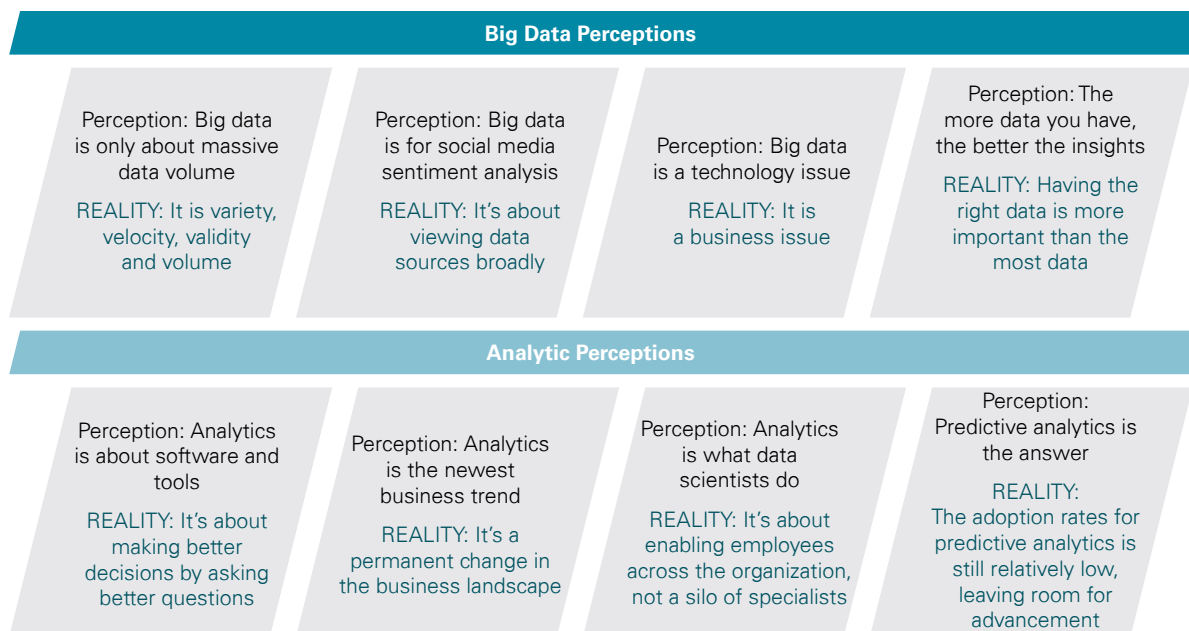 Big Data Perceptions
Perception: Big data
is only about massive
data volume
REALITY: It is variety,
velocity, validity
and volume
Perception: Big data
is for social media
sentiment analysis
REALITY: It's about
viewing data
sources broadly
Perception: Big data
is a technology issue
REALITY: It is
a business issue
Perception: The
more data you have,
the better the insights
REALITY: Having the
right data is more
important than the
most data
Analytic Perceptions
Perception: Analytics
is about software and
tools
REALITY: It's about
making better
decisions by asking
better questions
Perception: Analytics
is the newest
business trend
REALITY: It's a
permanent change in
the business landscape
Perception: Analytics
is what data
scientists do
REALITY: It's about
enabling employees
across the organization,
not a silo of specialists
Perception:
Predictive analytics is
the answer
REALITY:
The adoption rates for
predictive analytics is
still relatively low,
leaving room for
advancement